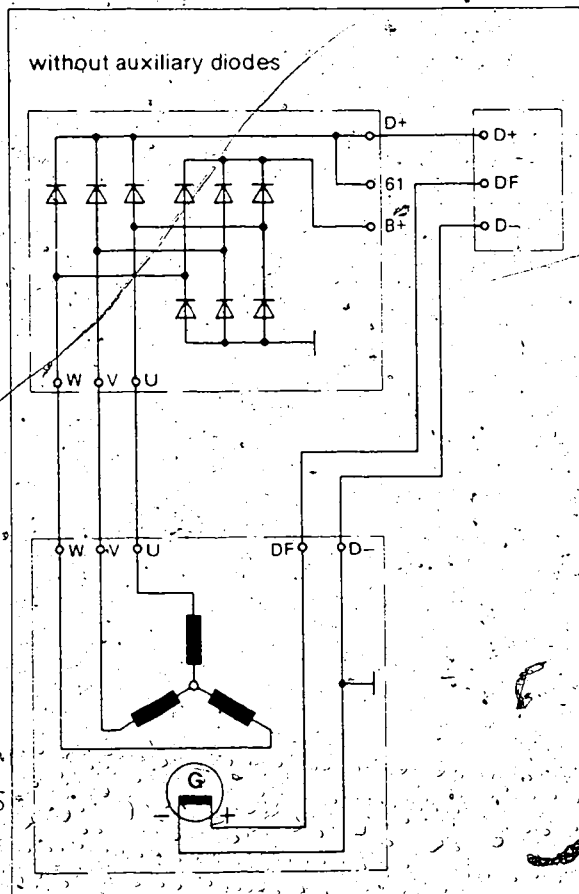 without auxiliary diodes
D+
D+
61
DF
B+
D-
W V U
W V U DF D-
G
- +